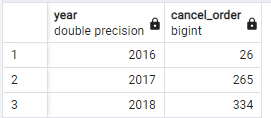 year cancel_order
double precision bigint
1 2016 26
2 2017 265
3 2018 334